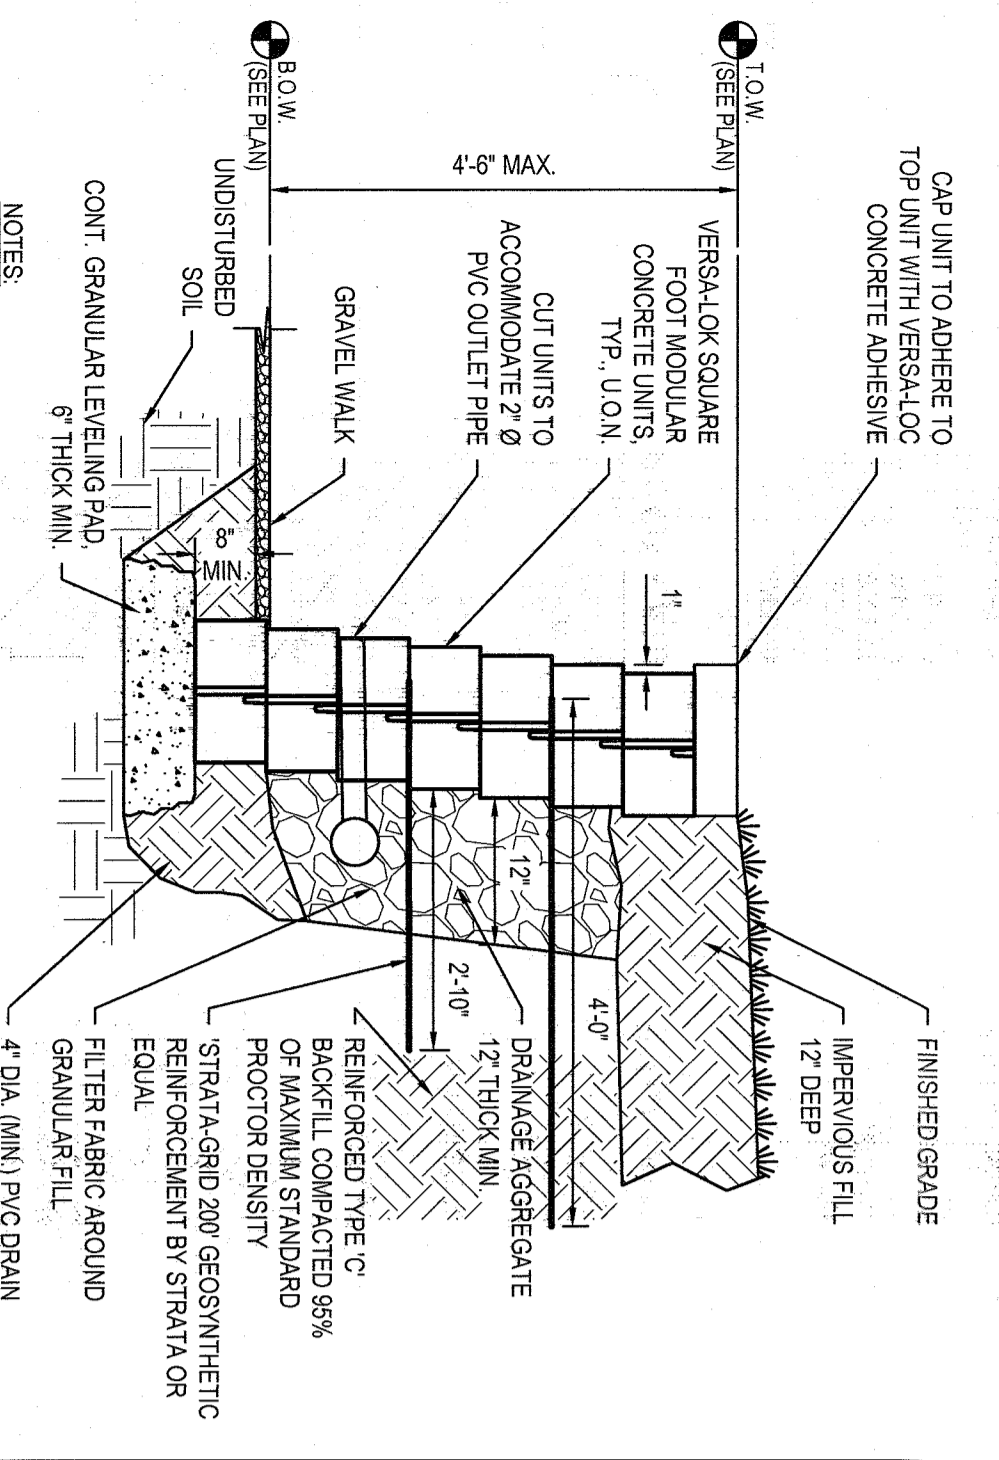 CAP UNIT TO ADHERE TO
TOP UNIT WITH VERSA-LOC
CONCRETE ADHESIVE
T.O.W.
(SEE PLAN)
VERSA-LOK SQUARE
FOOT MODULAR
CONCRETE UNITS,
TYP., U.O.N.
4'-6" MAX.
CUT UNITS TO
ACCOMMODATE 2" Ø
PVC OUTLET PIPE
GRAVEL WALK
B.O.W.
(SEE PLAN)
UNDISTURBED
SOIL
CONT. GRANULAR LEVELING PAD,
6" THICK MIN.
NOTES:
1"
8"
MIN.
12"
2'-10"
4'-0"
FINISHED GRADE
IMPERVIOUS FILL
12" DEEP
DRAINAGE AGGREGATE
12" THICK MIN
REINFORCED TYPE 'C'
BACKFILL COMPACTED 95%
OF MAXIMUM STANDARD
PROCTOR DENSITY
'STRATA-GRID 200' GEOSYNTHETIC
REINFORCEMENT BY STRATA OR
EQUAL
FILTER FABRIC AROUND
GRANULAR FILL
4" DIA. (MIN.) PVC DRAIN